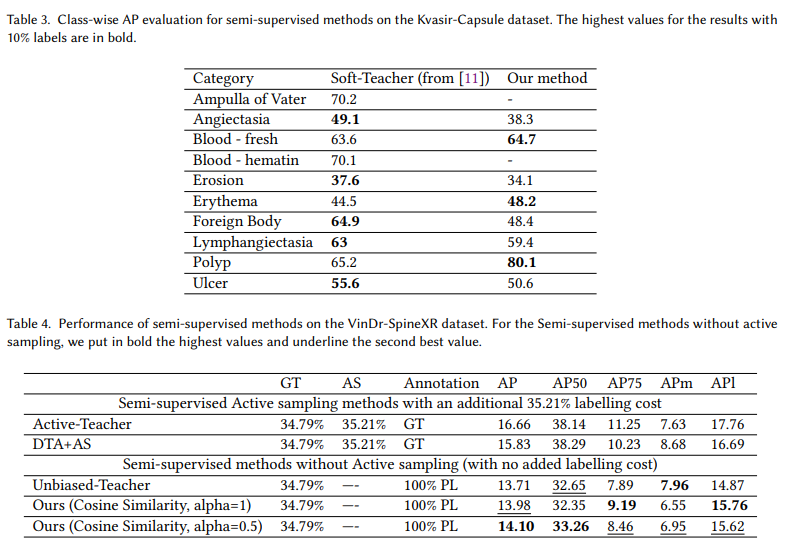 Table 3. Class-wise AP evaluation for semi-supervised methods on the Kvasir-Capsule dataset. The highest values for the results with
10% labels are in bold.
Category Soft-Teacher (from [11]) Our method
Ampulla of Vater 70.2 -
Angiectasia 49.1 38.3
Blood - fresh 63.6 64.7
Blood - hematin 70.1 -
Erosion 37.6 34.1
Erythema 44.5 48.2
Foreign Body 64.9 48.4
Lymphangiectasia 63 59.4
Polyp 65.2 80.1
Ulcer 55.6 50.6
Table 4. Performance of semi-supervised methods on the VinDr-SpineXR dataset. For the Semi-supervised methods without active
sampling, we put in bold the highest values and underline the second best value.
GT AS Annotation AP AP50 AP75 APm APl
Semi-supervised Active sampling methods with an additional 35.21% labelling cost
Active-Teacher 34.79% 35.21% GT 16.66 38.14 11.25 7.63 17.76
DTA+AS 34.79% 35.21% GT 15.83 38.29 10.23 8.68 16.69
Semi-supervised methods without Active sampling (with no added labelling cost)
Unbiased-Teacher 34.79% —- 100% PL 13.71 32.65 7.89 7.96 14.87
Ours (Cosine Similarity, alpha=1) 34.79% —- 100% PL 13.98 32.35 9.19 6.55 15.76
Ours (Cosine Similarity, alpha=0.5) 34.79% —- 100% PL 14.10 33.26 8.46 6.95 15.62